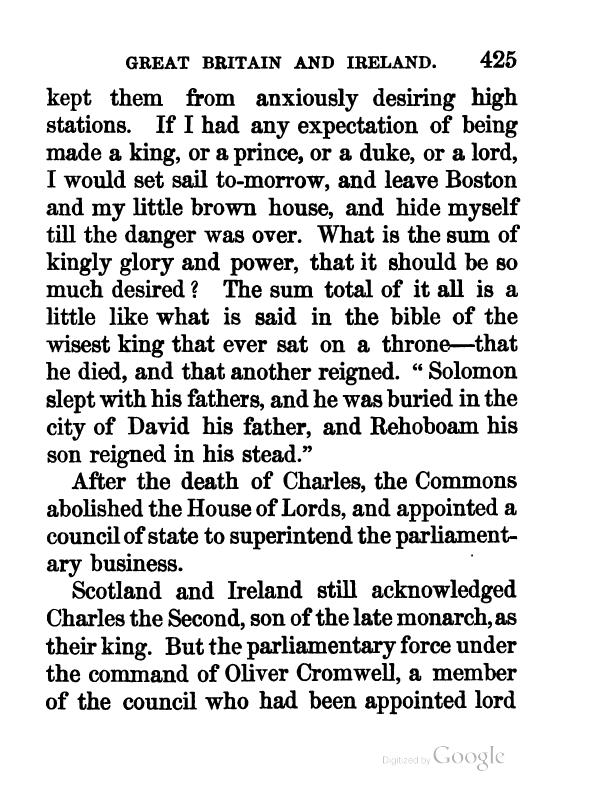 GREAT BRITAIN AND IRELAND. 425
kept them from anxiously desiring high
stations. If I had any expectation of being
made a king, or a prince, or a duke, or a lord,
I would set sail to-morrow, and leave Boston
and my little brown house, and hide myself
till the danger was over. What is the sum of
kingly glory and power, that it should be so
much desired? The sum total of it all is a
little like what is said in the bible of the
wisest king that ever sat on a throne—that
he died, and that another reigned. “Solomon
slept with his fathers, and he was buried in the
city of David his father, and Rehoboam his
son reigned in his stead.”
After the death of Charles, the Commons
abolished the House of Lords, and appointed a
council of state to superintend the parliament-
ary business.
Scotland and Ireland still acknowledged
Charles the Second, son of the late monarch, as
their king. But the parliamentary force under
the command of Oliver Cromwell, a member
of the council who had been appointed lord
Digitized by Google